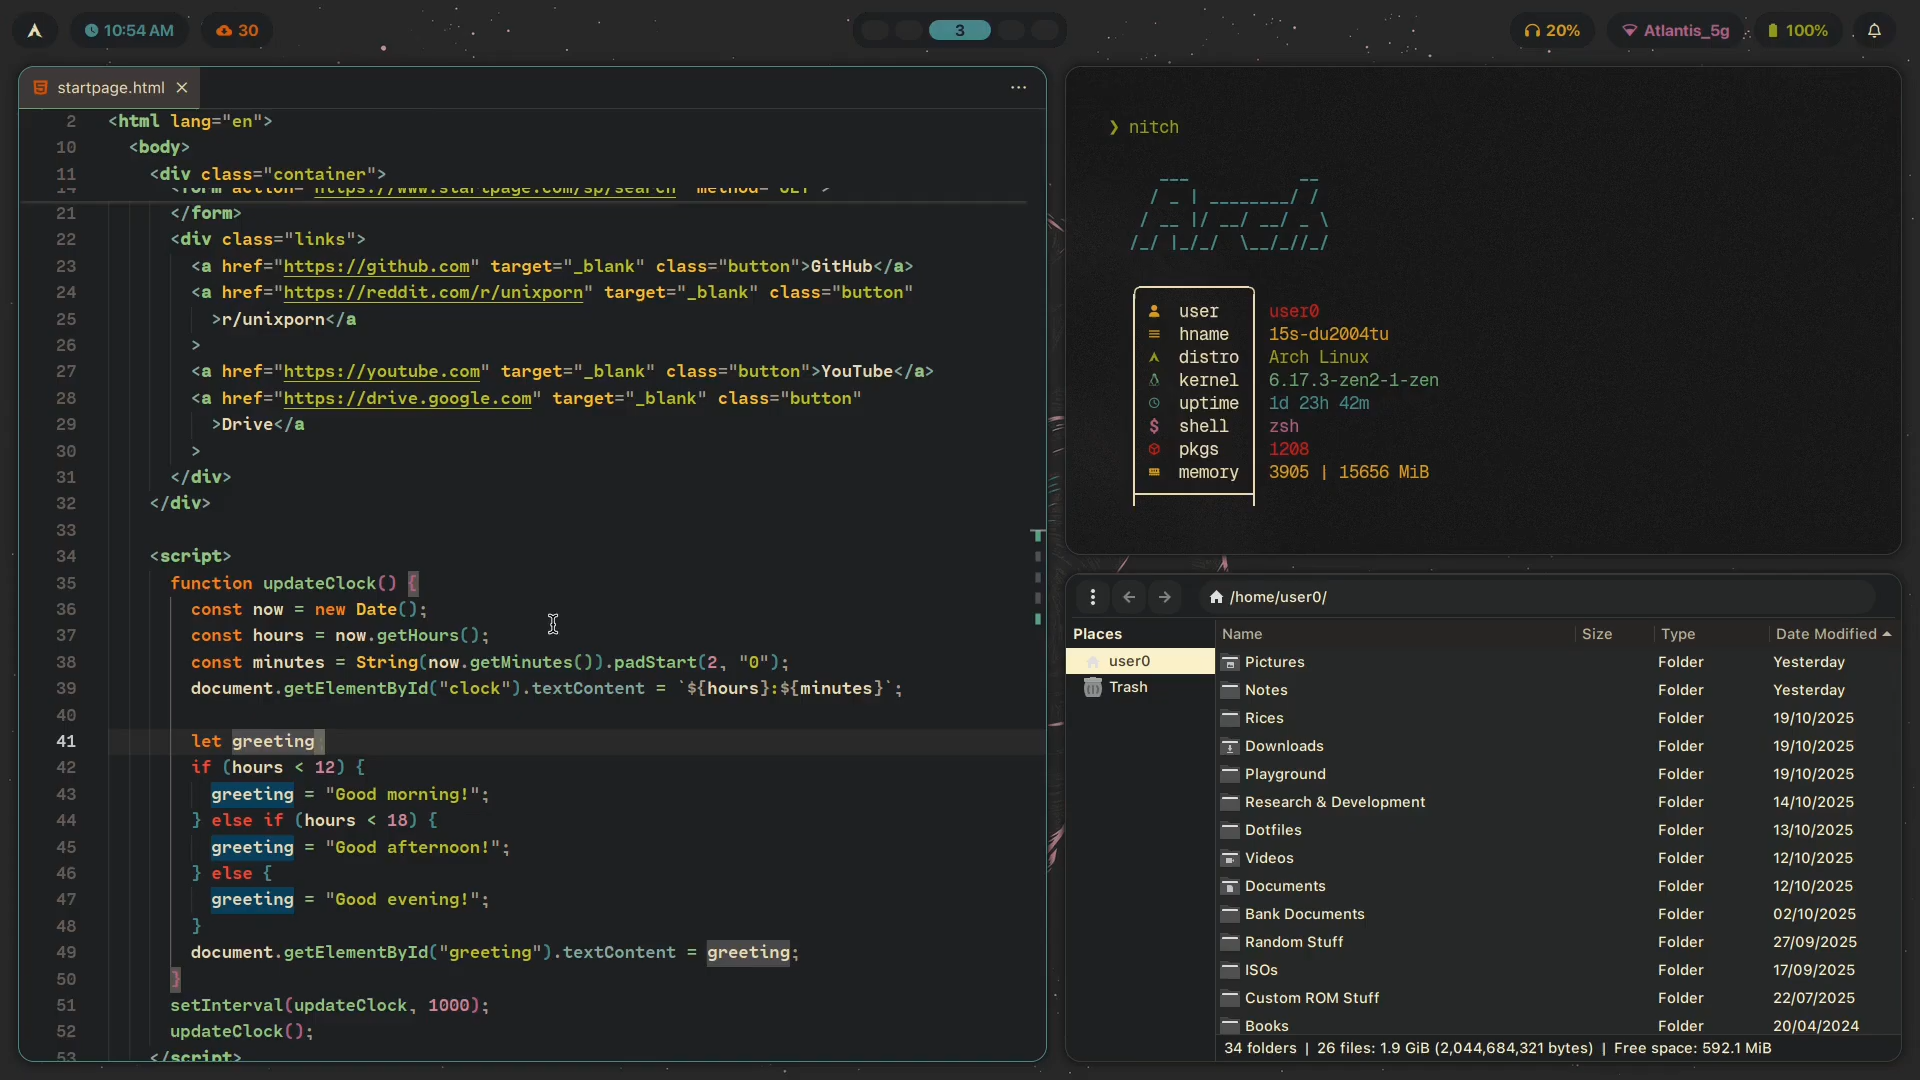 10:54 AM
30
3
20%
Atlantis_5g
100%
startpage.html
2 <html lang="en">
10 <body>
11 <div class="container">
14 <form action="https://www.startpage.com/sp/search" method="GET">
21 </form>
22 <div class="links">
23 <a href="https://github.com" target="_blank" class="button">GitHub</a>
24 <a href="https://reddit.com/r/unixporn" target="_blank" class="button"
25 >r/unixporn</a
26 >
27 <a href="https://youtube.com" target="_blank" class="button">YouTube</a>
28 <a href="https://drive.google.com" target="_blank" class="button"
29 >Drive</a
30 >
31 </div>
32 </div>
33
34 <script>
35 function updateClock() {
36 const now = new Date();
37 const hours = now.getHours();
38 const minutes = String(now.getMinutes()).padStart(2, "0");
39 document.getElementById("clock").textContent = `${hours}:${minutes}`;
40
41 let greeting;
42 if (hours < 12) {
43 greeting = "Good morning!";
44 } else if (hours < 18) {
45 greeting = "Good afternoon!";
46 } else {
47 greeting = "Good evening!";
48 }
49 document.getElementById("greeting").textContent = greeting;
50 }
51 setInterval(updateClock, 1000);
52 updateClock();
53 </script>
❯ nitch
Arch
user user0
hname 15s-du2004tu
distro Arch Linux
kernel 6.17.3-zen2-1-zen
uptime 1d 23h 42m
shell zsh
pkgs 1208
memory 3905 | 15656 MiB
/home/user0/
Places
user0
Trash
Name Size Type Date Modified
Pictures Folder Yesterday
Notes Folder Yesterday
Rices Folder 19/10/2025
Downloads Folder 19/10/2025
Playground Folder 19/10/2025
Research & Development Folder 14/10/2025
Dotfiles Folder 13/10/2025
Videos Folder 12/10/2025
Documents Folder 12/10/2025
Bank Documents Folder 02/10/2025
Random Stuff Folder 27/09/2025
ISOs Folder 17/09/2025
Custom ROM Stuff Folder 22/07/2025
Books Folder 20/04/2024
34 folders | 26 files: 1.9 GiB (2,044,684,321 bytes) | Free space: 592.1 MiB